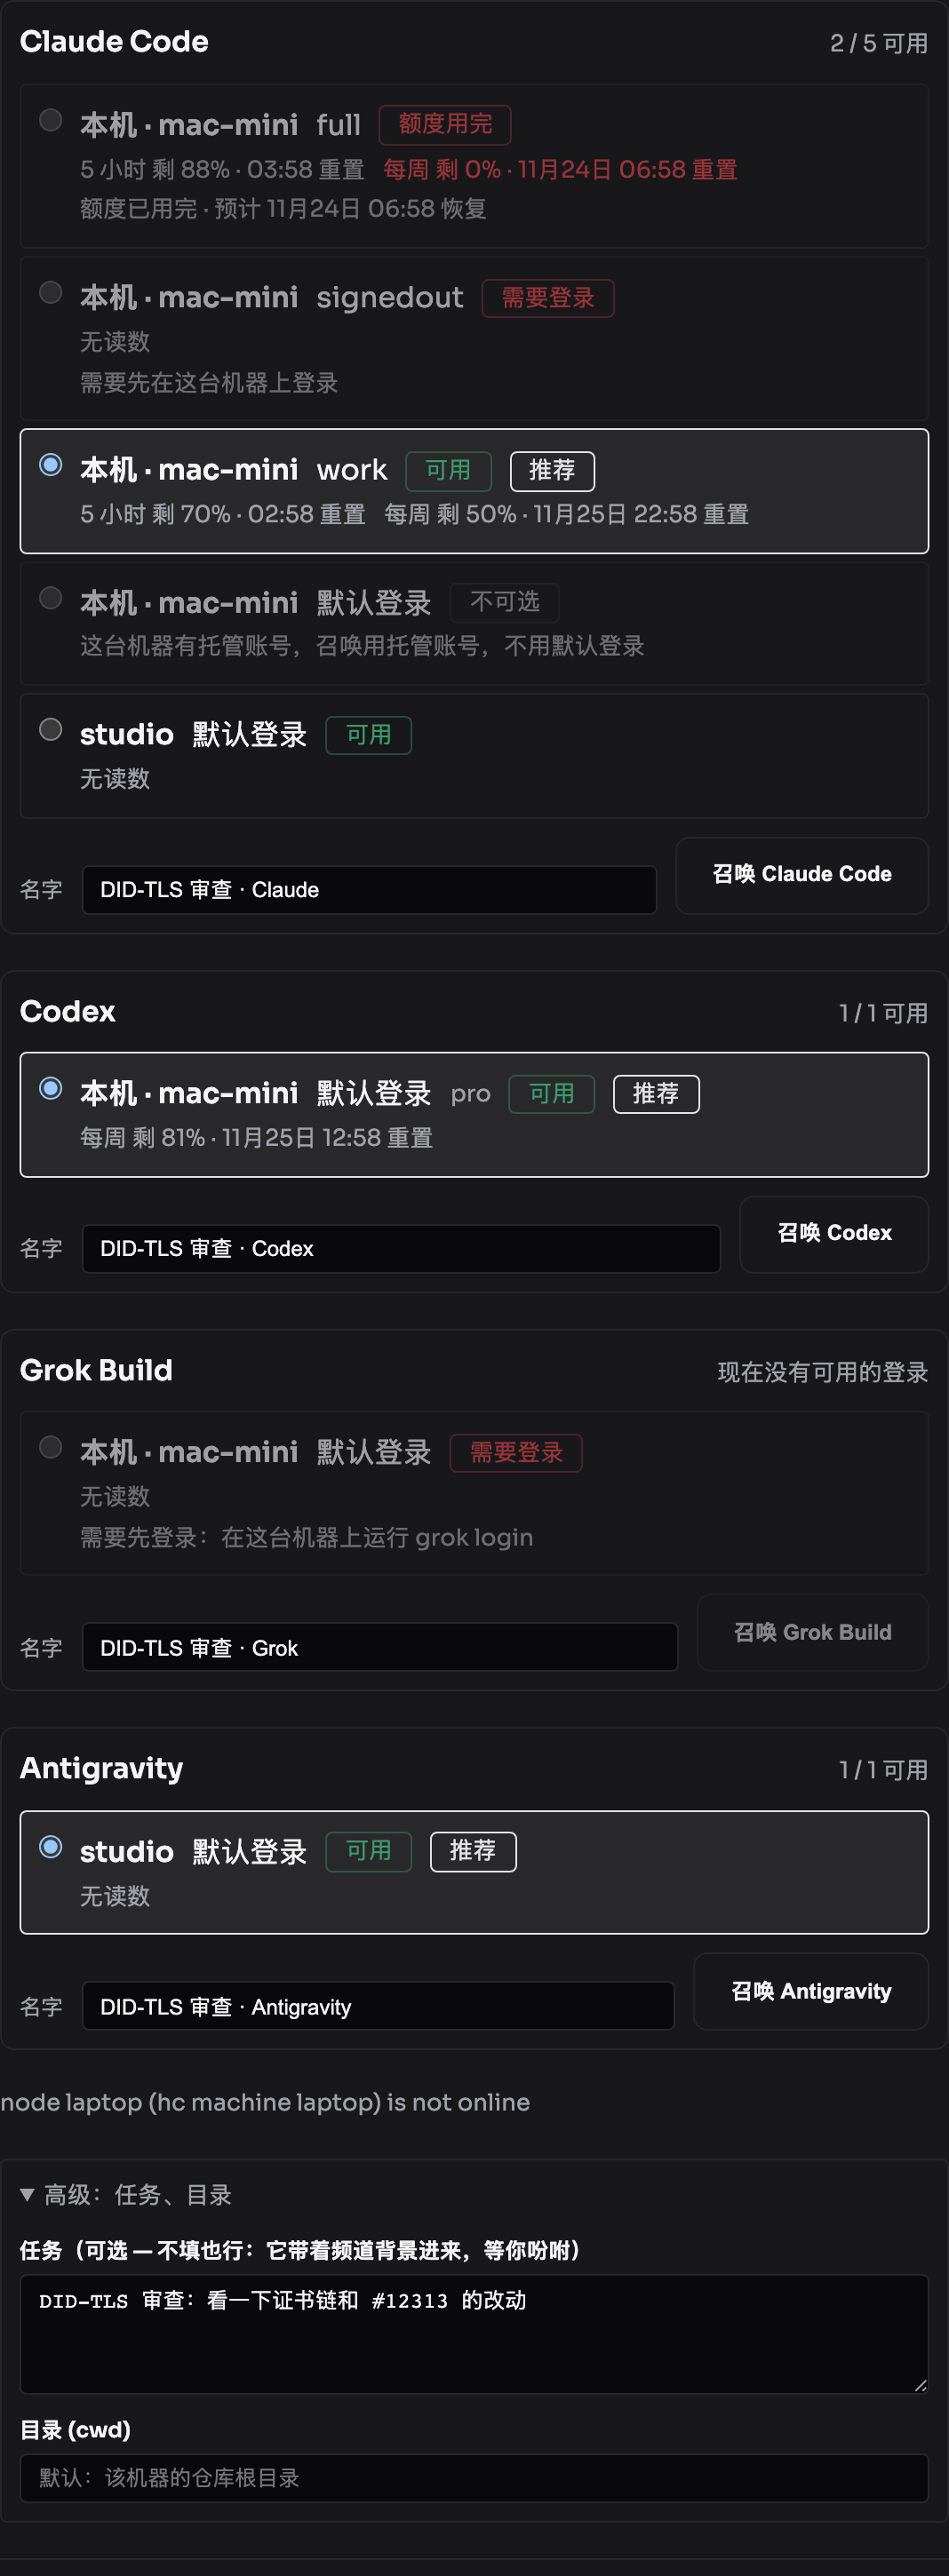 Claude Code 2 / 5 可用
本机 · mac-mini full 额度用完
5 小时 剩 88% · 03:58 重置 每周 剩 0% · 11月24日 06:58 重置
额度已用完 · 预计 11月24日 06:58 恢复
本机 · mac-mini signedout 需要登录
无读数
需要先在这台机器上登录
本机 · mac-mini work 可用 推荐
5 小时 剩 70% · 02:58 重置 每周 剩 50% · 11月25日 22:58 重置
本机 · mac-mini 默认登录 不可选
这台机器有托管账号，召唤用托管账号，不用默认登录
studio 默认登录 可用
无读数
名字 DID-TLS 审查 · Claude 召唤 Claude Code
Codex 1 / 1 可用
本机 · mac-mini 默认登录 pro 可用 推荐
每周 剩 81% · 11月25日 12:58 重置
名字 DID-TLS 审查 · Codex 召唤 Codex
Grok Build 现在没有可用的登录
本机 · mac-mini 默认登录 需要登录
无读数
需要先登录：在这台机器上运行 grok login
名字 DID-TLS 审查 · Grok 召唤 Grok Build
Antigravity 1 / 1 可用
studio 默认登录 可用 推荐
无读数
名字 DID-TLS 审查 · Antigravity 召唤 Antigravity
node laptop (hc machine laptop) is not online
▼ 高级：任务、目录
任务（可选 — 不填也行：它带着频道背景进来，等你吩咐）
DID-TLS 审查：看一下证书链和 #12313 的改动
目录 (cwd)
默认：该机器的仓库根目录